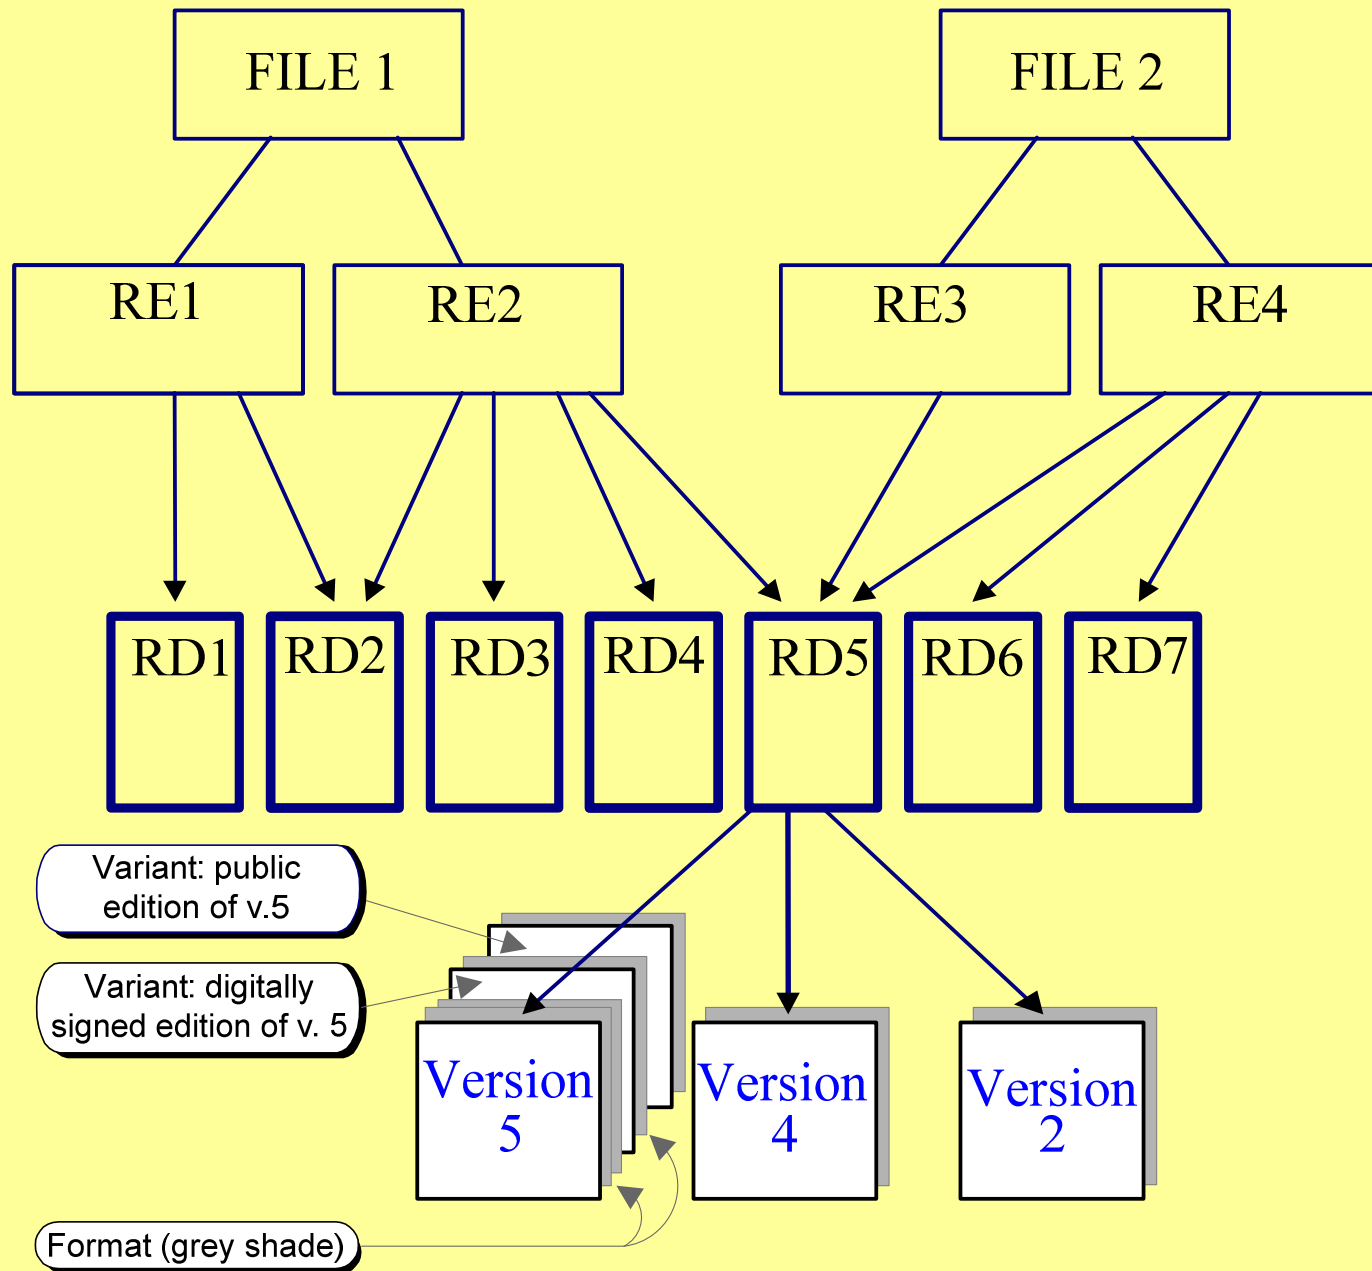 FILE 1
FILE 2
RE1
RE2
RE3
RE4
RD1
RD2
RD3
RD4
RD5
RD6
RD7
Variant: public
edition of v.5
Variant: digitally
signed edition of v. 5
Version
5
Version
4
Version
2
Format (grey shade)